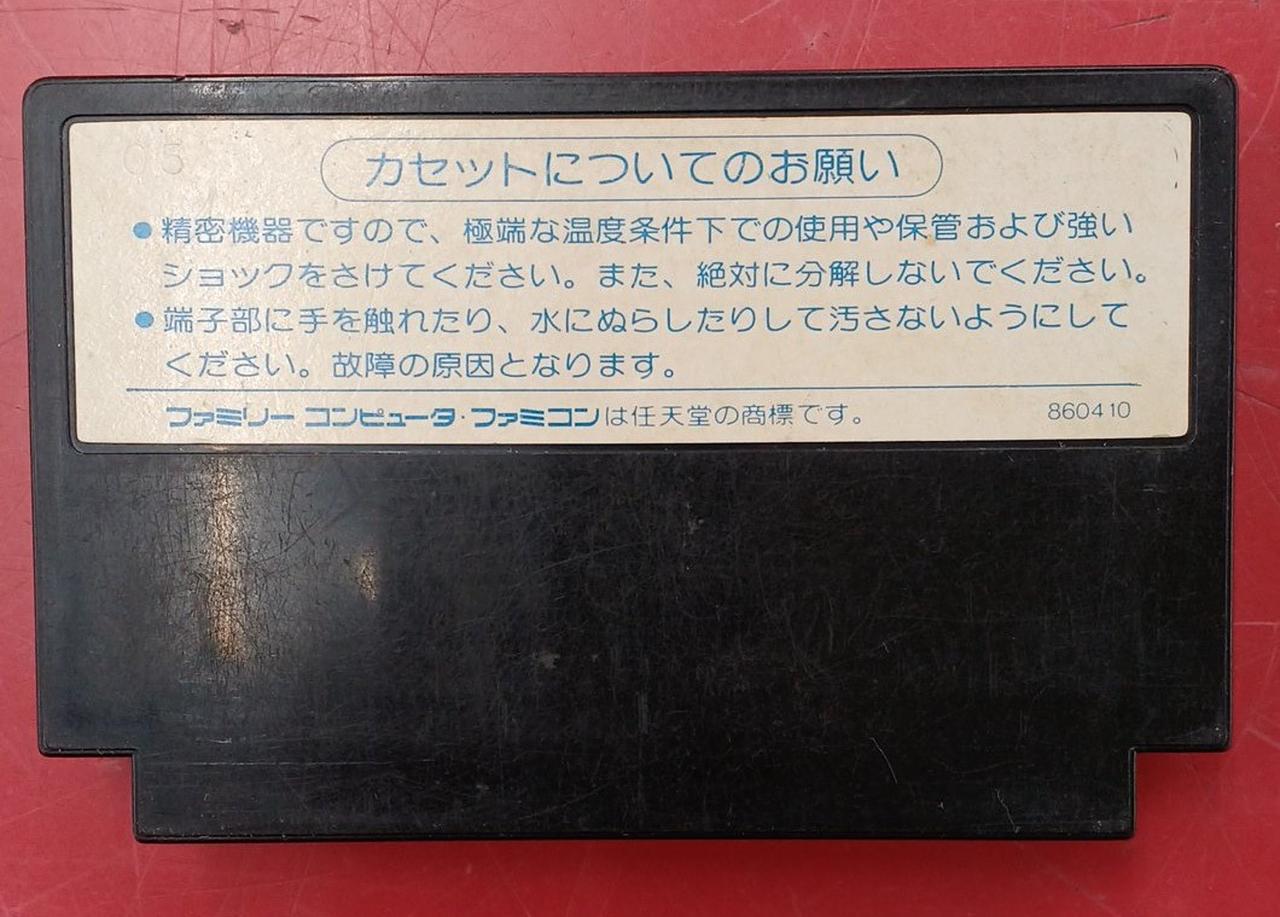 カセットについてのお願い
●精密機器ですので、極端な温度条件下での使用や保管および強い
ショックをさけてください。また、絶対に分解しないでください。
●端子部に手を触れたり、水にぬらしたりして汚さないようにして
ください。故障の原因となります。
ファミリー コンピュータ・ファミコンは任天堂の商標です。 860410